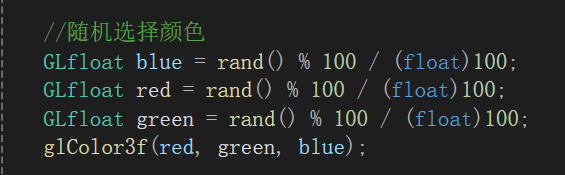 //随机选择颜色
GLfloat blue = rand() % 100 / (float)100;
GLfloat red = rand() % 100 / (float)100;
GLfloat green = rand() % 100 / (float)100;
glColor3f(red, green, blue);